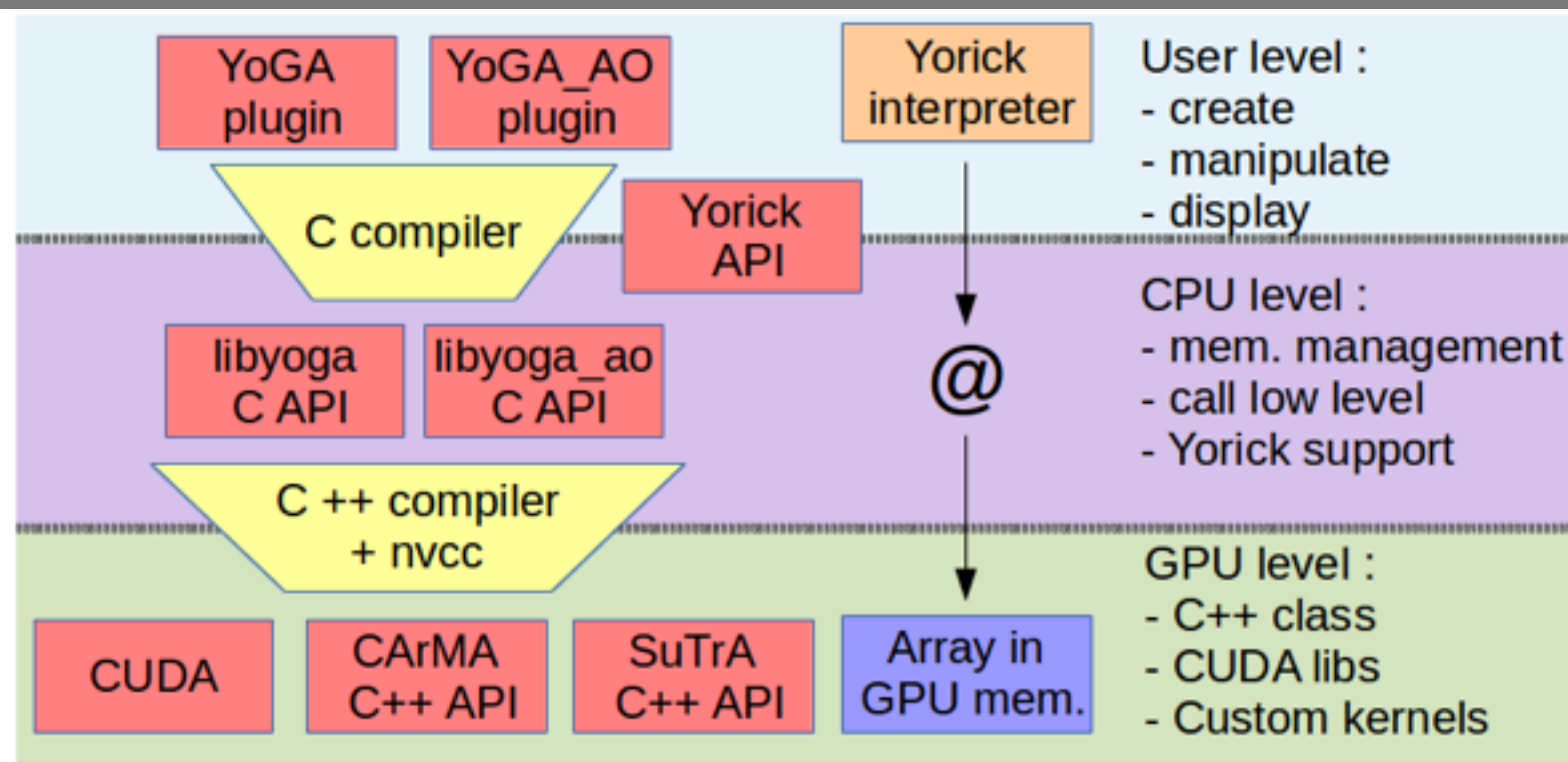 YoGA
plugin
YoGA_AO
plugin
Yorick
interpreter
User level :
- create
- manipulate
- display
C compiler
Yorick
API
libyoga
C API
libyoga_ao
C API
@
CPU level :
- mem. management
- call low level
- Yorick support
C ++ compiler
+ nvcc
CUDA
CArMA
C++ API
SuTrA
C++ API
Array in
GPU mem.
GPU level :
- C++ class
- CUDA libs
- Custom kernels